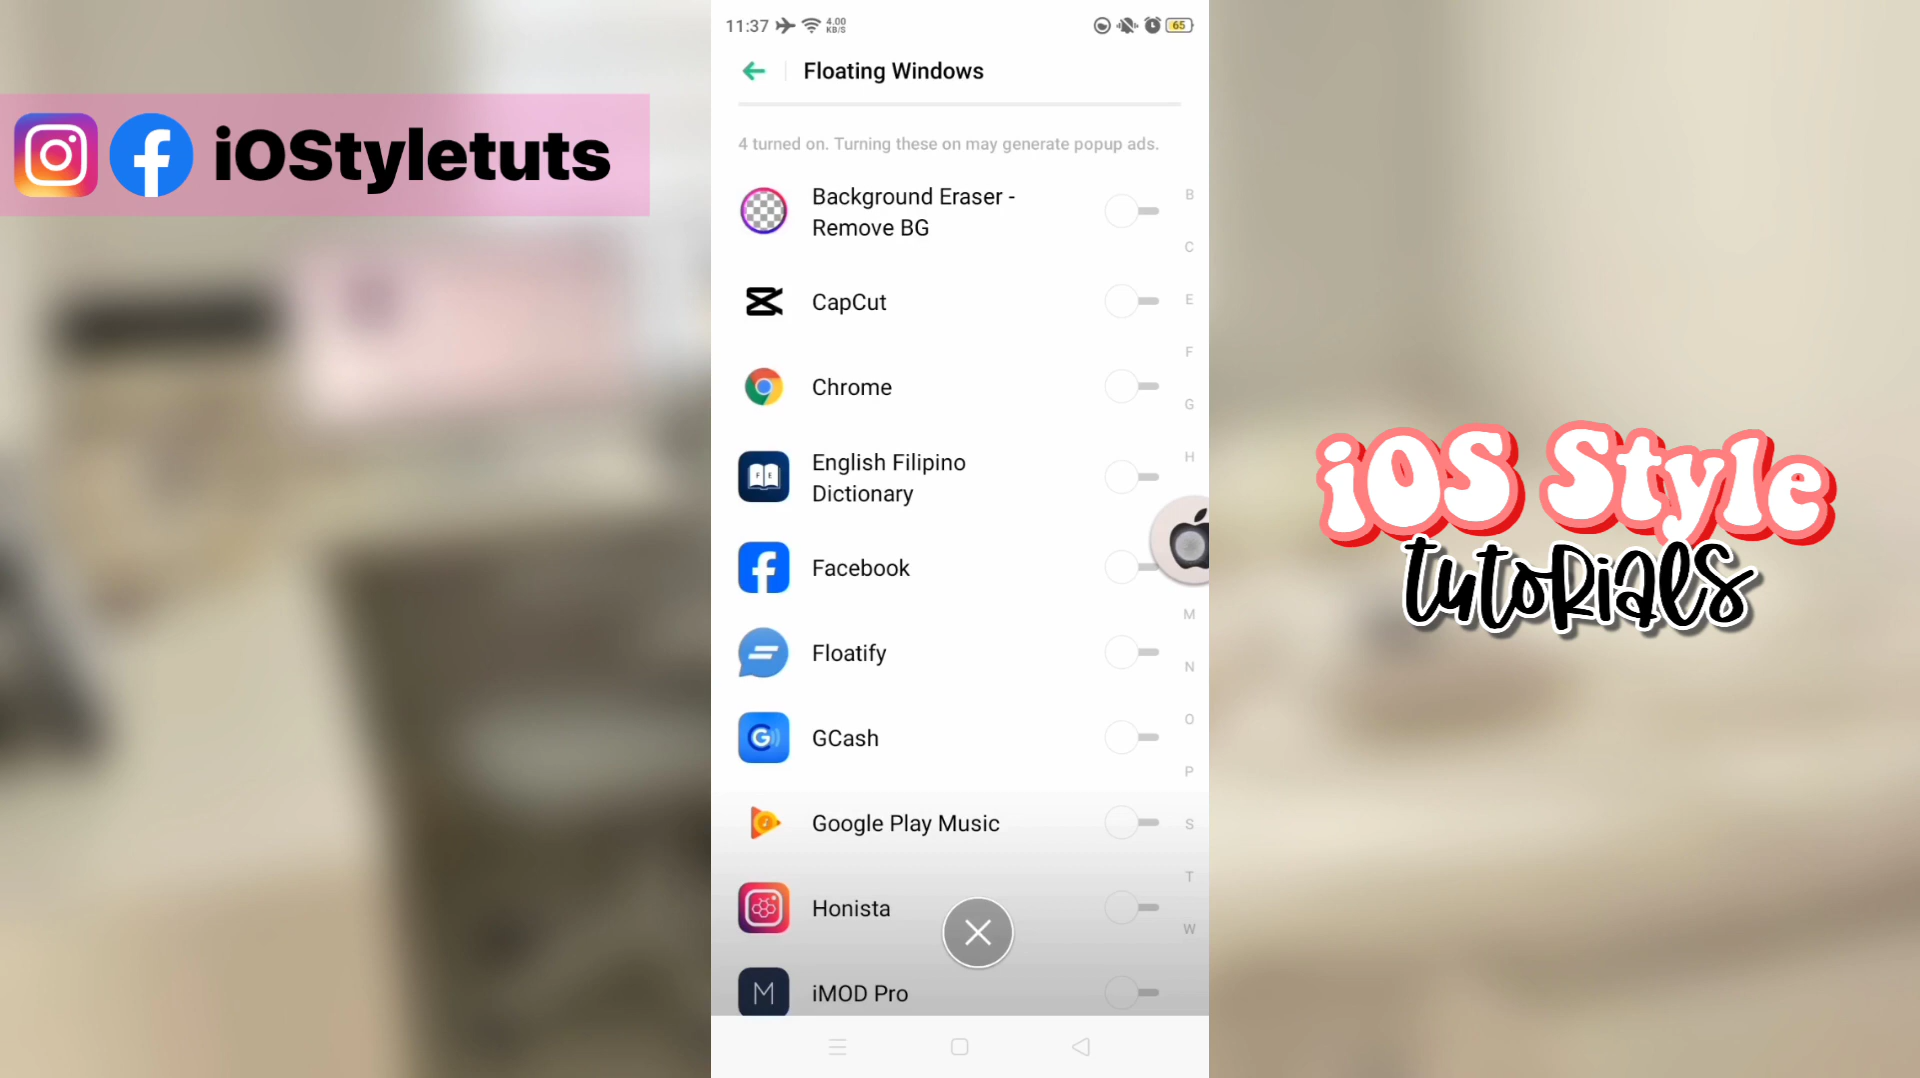 iOStyletuts
11:37
4.00
KB/S
65
Floating Windows
4 turned on. Turning these on may generate popup ads.
Background Eraser -
Remove BG
CapCut
Chrome
F E
English Filipino
Dictionary
Facebook
Floatify
G
GCash
Google Play Music
Honista
M
iMOD Pro
B
C
E
F
G
H
M
N
O
P
S
T
W
iOS Style
tutoRials